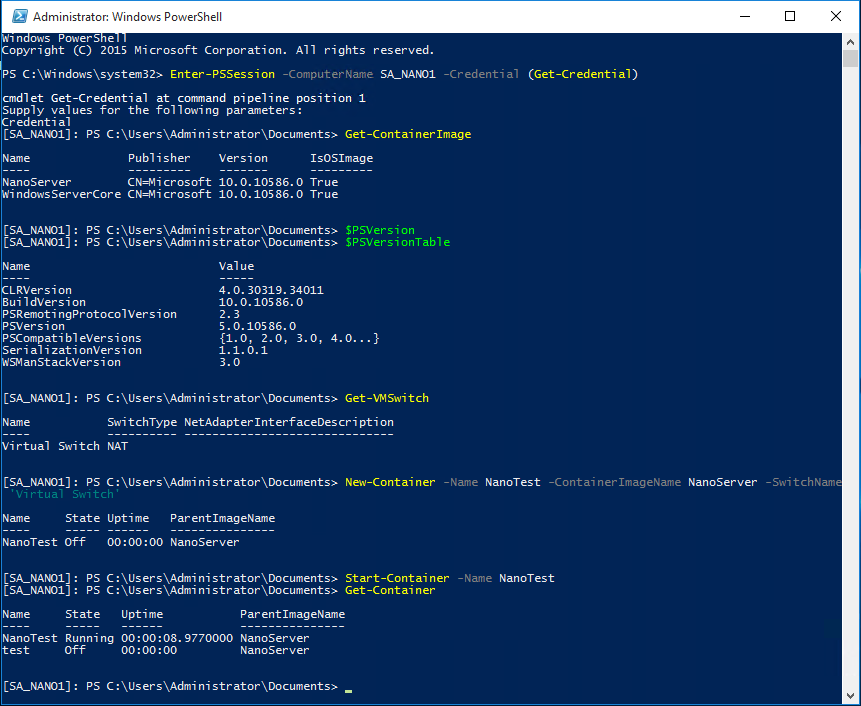 Administrator: Windows PowerShell
Windows PowerShell
Copyright (C) 2015 Microsoft Corporation. All rights reserved.
PS C:\Windows\system32> Enter-PSSession -ComputerName SA_NANO1 -Credential (Get-Credential)
cmdlet Get-Credential at command pipeline position 1
Supply values for the following parameters:
Credential
[SA_NANO1]: PS C:\Users\Administrator\Documents> Get-ContainerImage
Name              Publisher    Version      IsOSImage
----              ---------    -------      ---------
NanoServer        CN=Microsoft 10.0.10586.0 True
WindowsServerCore CN=Microsoft 10.0.10586.0 True
[SA_NANO1]: PS C:\Users\Administrator\Documents> $PSVersion
[SA_NANO1]: PS C:\Users\Administrator\Documents> $PSVersionTable
Name                           Value
----                           -----
CLRVersion                     4.0.30319.34011
BuildVersion                   10.0.10586.0
PSRemotingProtocolVersion      2.3
PSVersion                      5.0.10586.0
PSCompatibleVersions           {1.0, 2.0, 3.0, 4.0...}
SerializationVersion           1.1.0.1
WSManStackVersion              3.0
[SA_NANO1]: PS C:\Users\Administrator\Documents> Get-VMSwitch
Name           SwitchType NetAdapterInterfaceDescription
----           ---------- ------------------------------
Virtual Switch NAT
[SA_NANO1]: PS C:\Users\Administrator\Documents> New-Container -Name NanoTest -ContainerImageName NanoServer -SwitchName
'Virtual Switch'
Name     State Uptime   ParentImageName
----     ----- ------   ---------------
NanoTest Off   00:00:00 NanoServer
[SA_NANO1]: PS C:\Users\Administrator\Documents> Start-Container -Name NanoTest
[SA_NANO1]: PS C:\Users\Administrator\Documents> Get-Container
Name     State   Uptime           ParentImageName
----     -----   ------           ---------------
NanoTest Running 00:00:08.9770000 NanoServer
test     Off     00:00:00         NanoServer
[SA_NANO1]: PS C:\Users\Administrator\Documents> _